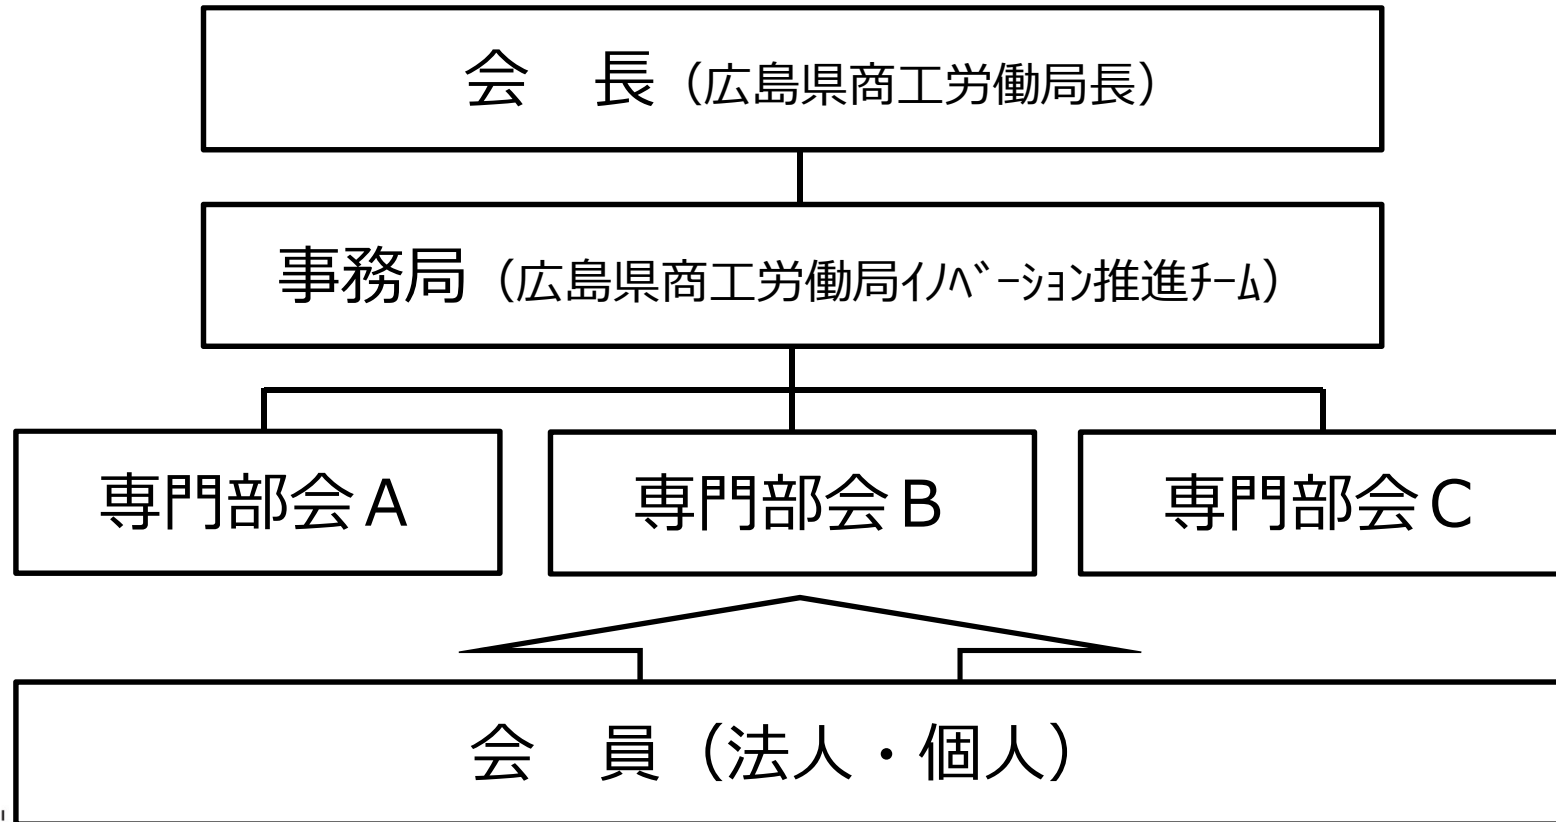 会　長（広島県商工労働局長）
事務局（広島県商工労働局ｲﾉﾍﾞｰｼｮﾝ推進ﾁｰﾑ）
専門部会A　専門部会B　専門部会C
会　員（法人・個人）